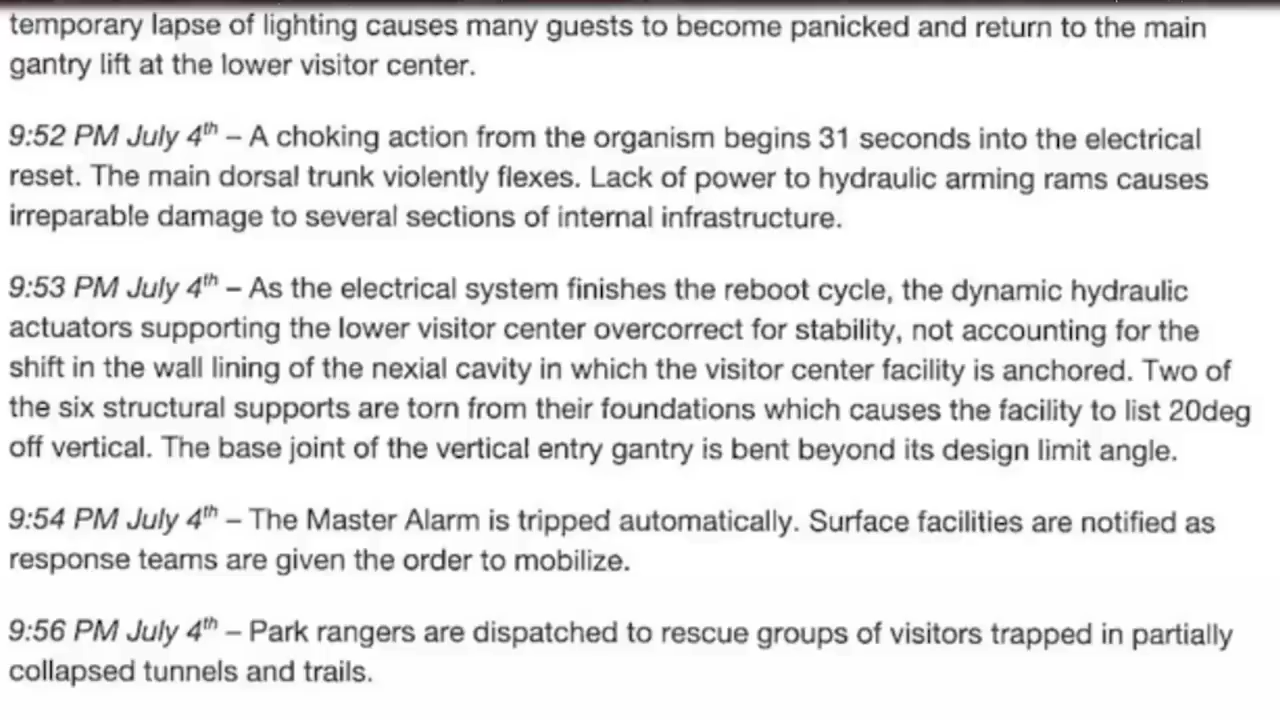 temporary lapse of lighting causes many guests to become panicked and return to the main
gantry lift at the lower visitor center.
9:52 PM July 4th – A choking action from the organism begins 31 seconds into the electrical
reset. The main dorsal trunk violently flexes. Lack of power to hydraulic arming rams causes
irreparable damage to several sections of internal infrastructure.
9:53 PM July 4th – As the electrical system finishes the reboot cycle, the dynamic hydraulic
actuators supporting the lower visitor center overcorrect for stability, not accounting for the
shift in the wall lining of the nexial cavity in which the visitor center facility is anchored. Two of
the six structural supports are torn from their foundations which causes the facility to list 20deg
off vertical. The base joint of the vertical entry gantry is bent beyond its design limit angle.
9:54 PM July 4th – The Master Alarm is tripped automatically. Surface facilities are notified as
response teams are given the order to mobilize.
9:56 PM July 4th – Park rangers are dispatched to rescue groups of visitors trapped in partially
collapsed tunnels and trails.